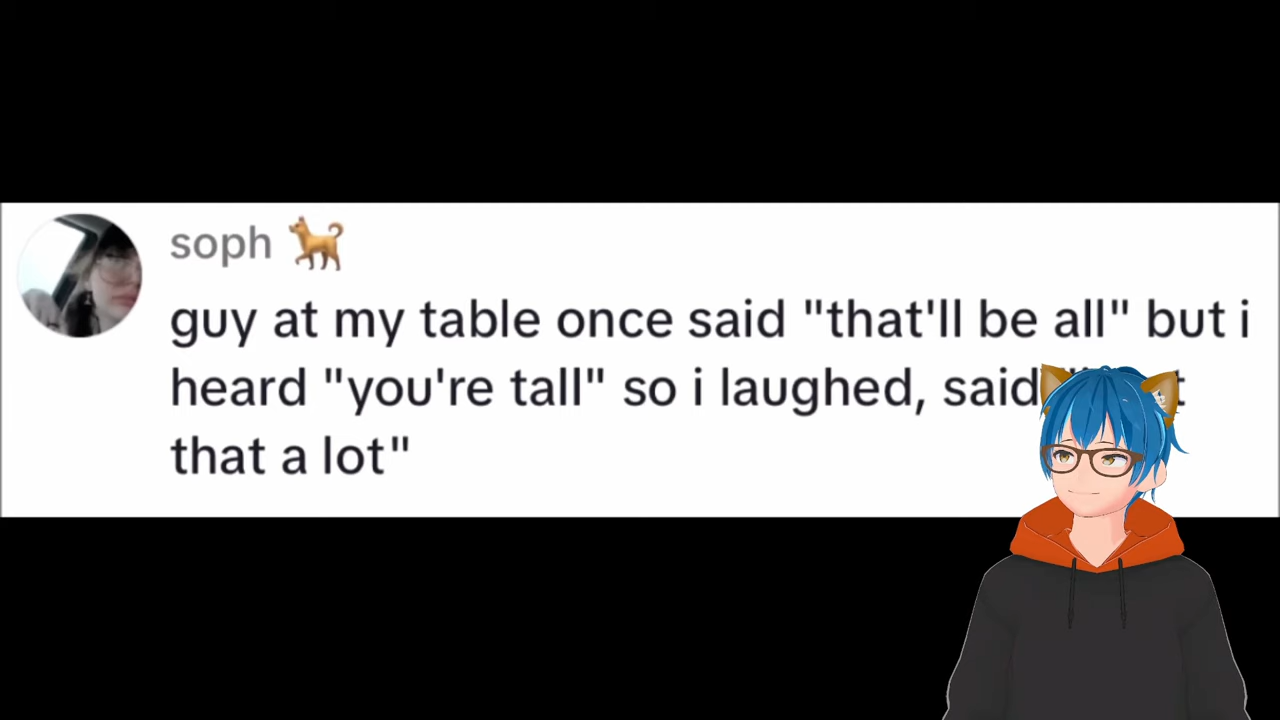 soph 🐕
guy at my table once said "that'll be all" but i
heard "you're tall" so i laughed, said
that a lot"